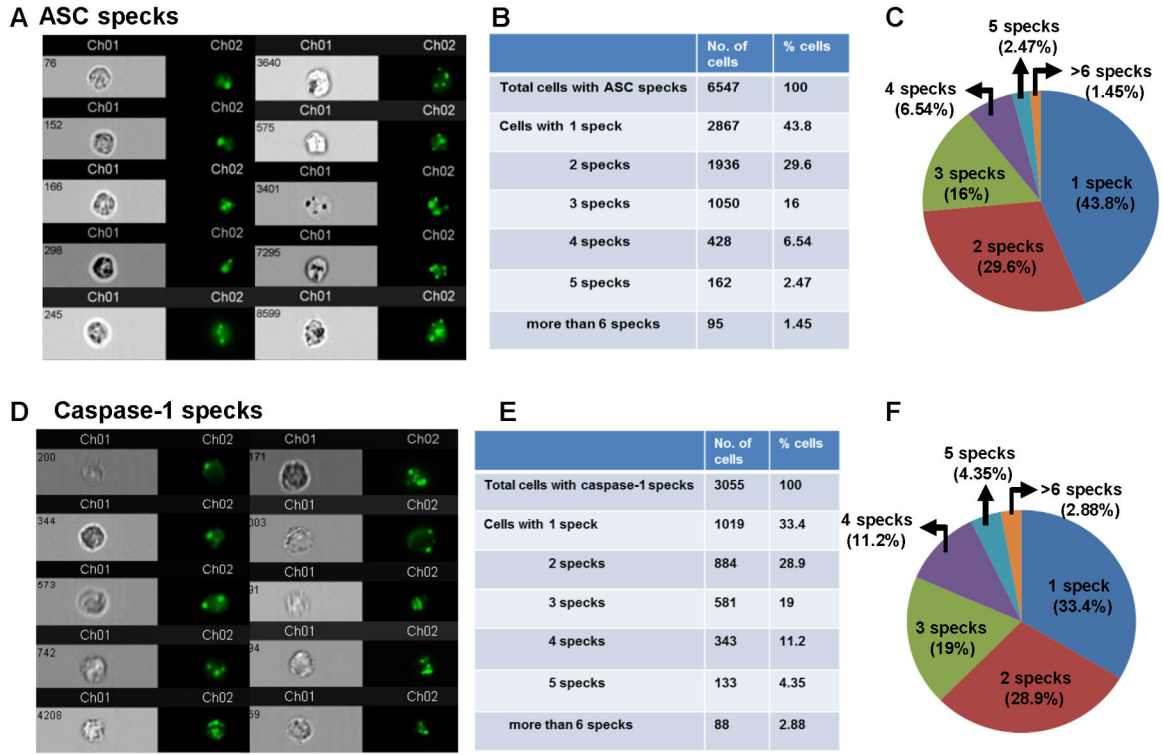 A ASC specks
Ch01 Ch02 Ch01 Ch02
76 3640
Ch01 Ch02 Ch01 Ch02
152 575
Ch01 Ch02 Ch01 Ch02
166 3401
Ch01 Ch02 Ch01 Ch02
298 7295
Ch01 Ch02 Ch01 Ch02
245 8599
B
No. of cells % cells
Total cells with ASC specks 6547 100
Cells with 1 speck 2867 43.8
2 specks 1936 29.6
3 specks 1050 16
4 specks 428 6.54
5 specks 162 2.47
more than 6 specks 95 1.45
C
5 specks
(2.47%)
>6 specks
(1.45%)
4 specks
(6.54%)
3 specks
(16%)
1 speck
(43.8%)
2 specks
(29.6%)
D Caspase-1 specks
Ch01 Ch02 Ch01 Ch02
200 171
Ch01 Ch02 Ch01 Ch02
344 003
Ch01 Ch02 Ch01 Ch02
573 91
Ch01 Ch02 Ch01 Ch02
742 94
Ch01 Ch02 Ch01 Ch02
4208 69
E
No. of cells % cells
Total cells with caspase-1 specks 3055 100
Cells with 1 speck 1019 33.4
2 specks 884 28.9
3 specks 581 19
4 specks 343 11.2
5 specks 133 4.35
more than 6 specks 88 2.88
F
5 specks
(4.35%)
>6 specks
(2.88%)
4 specks
(11.2%)
1 speck
(33.4%)
3 specks
(19%)
2 specks
(28.9%)